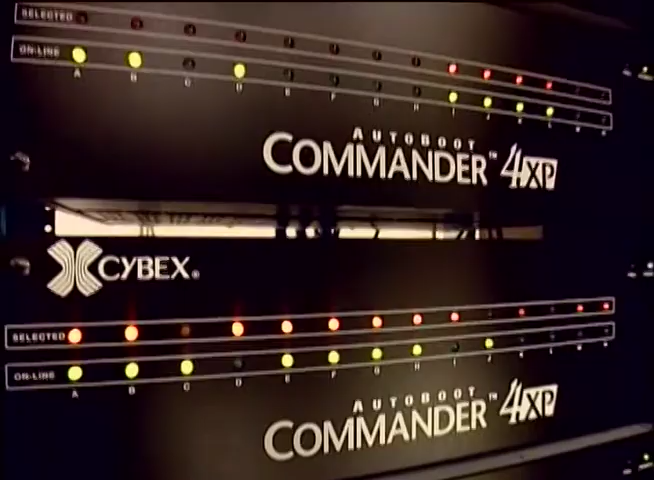 SELECTED
ON-LINE
A B C D E F G H I J K L
AUTOBOOT
COMMANDER™ 4XP
CYBEX®
SELECTED
ON-LINE
A B C D E F G H I J K L
AUTOBOOT
COMMANDER™ 4XP